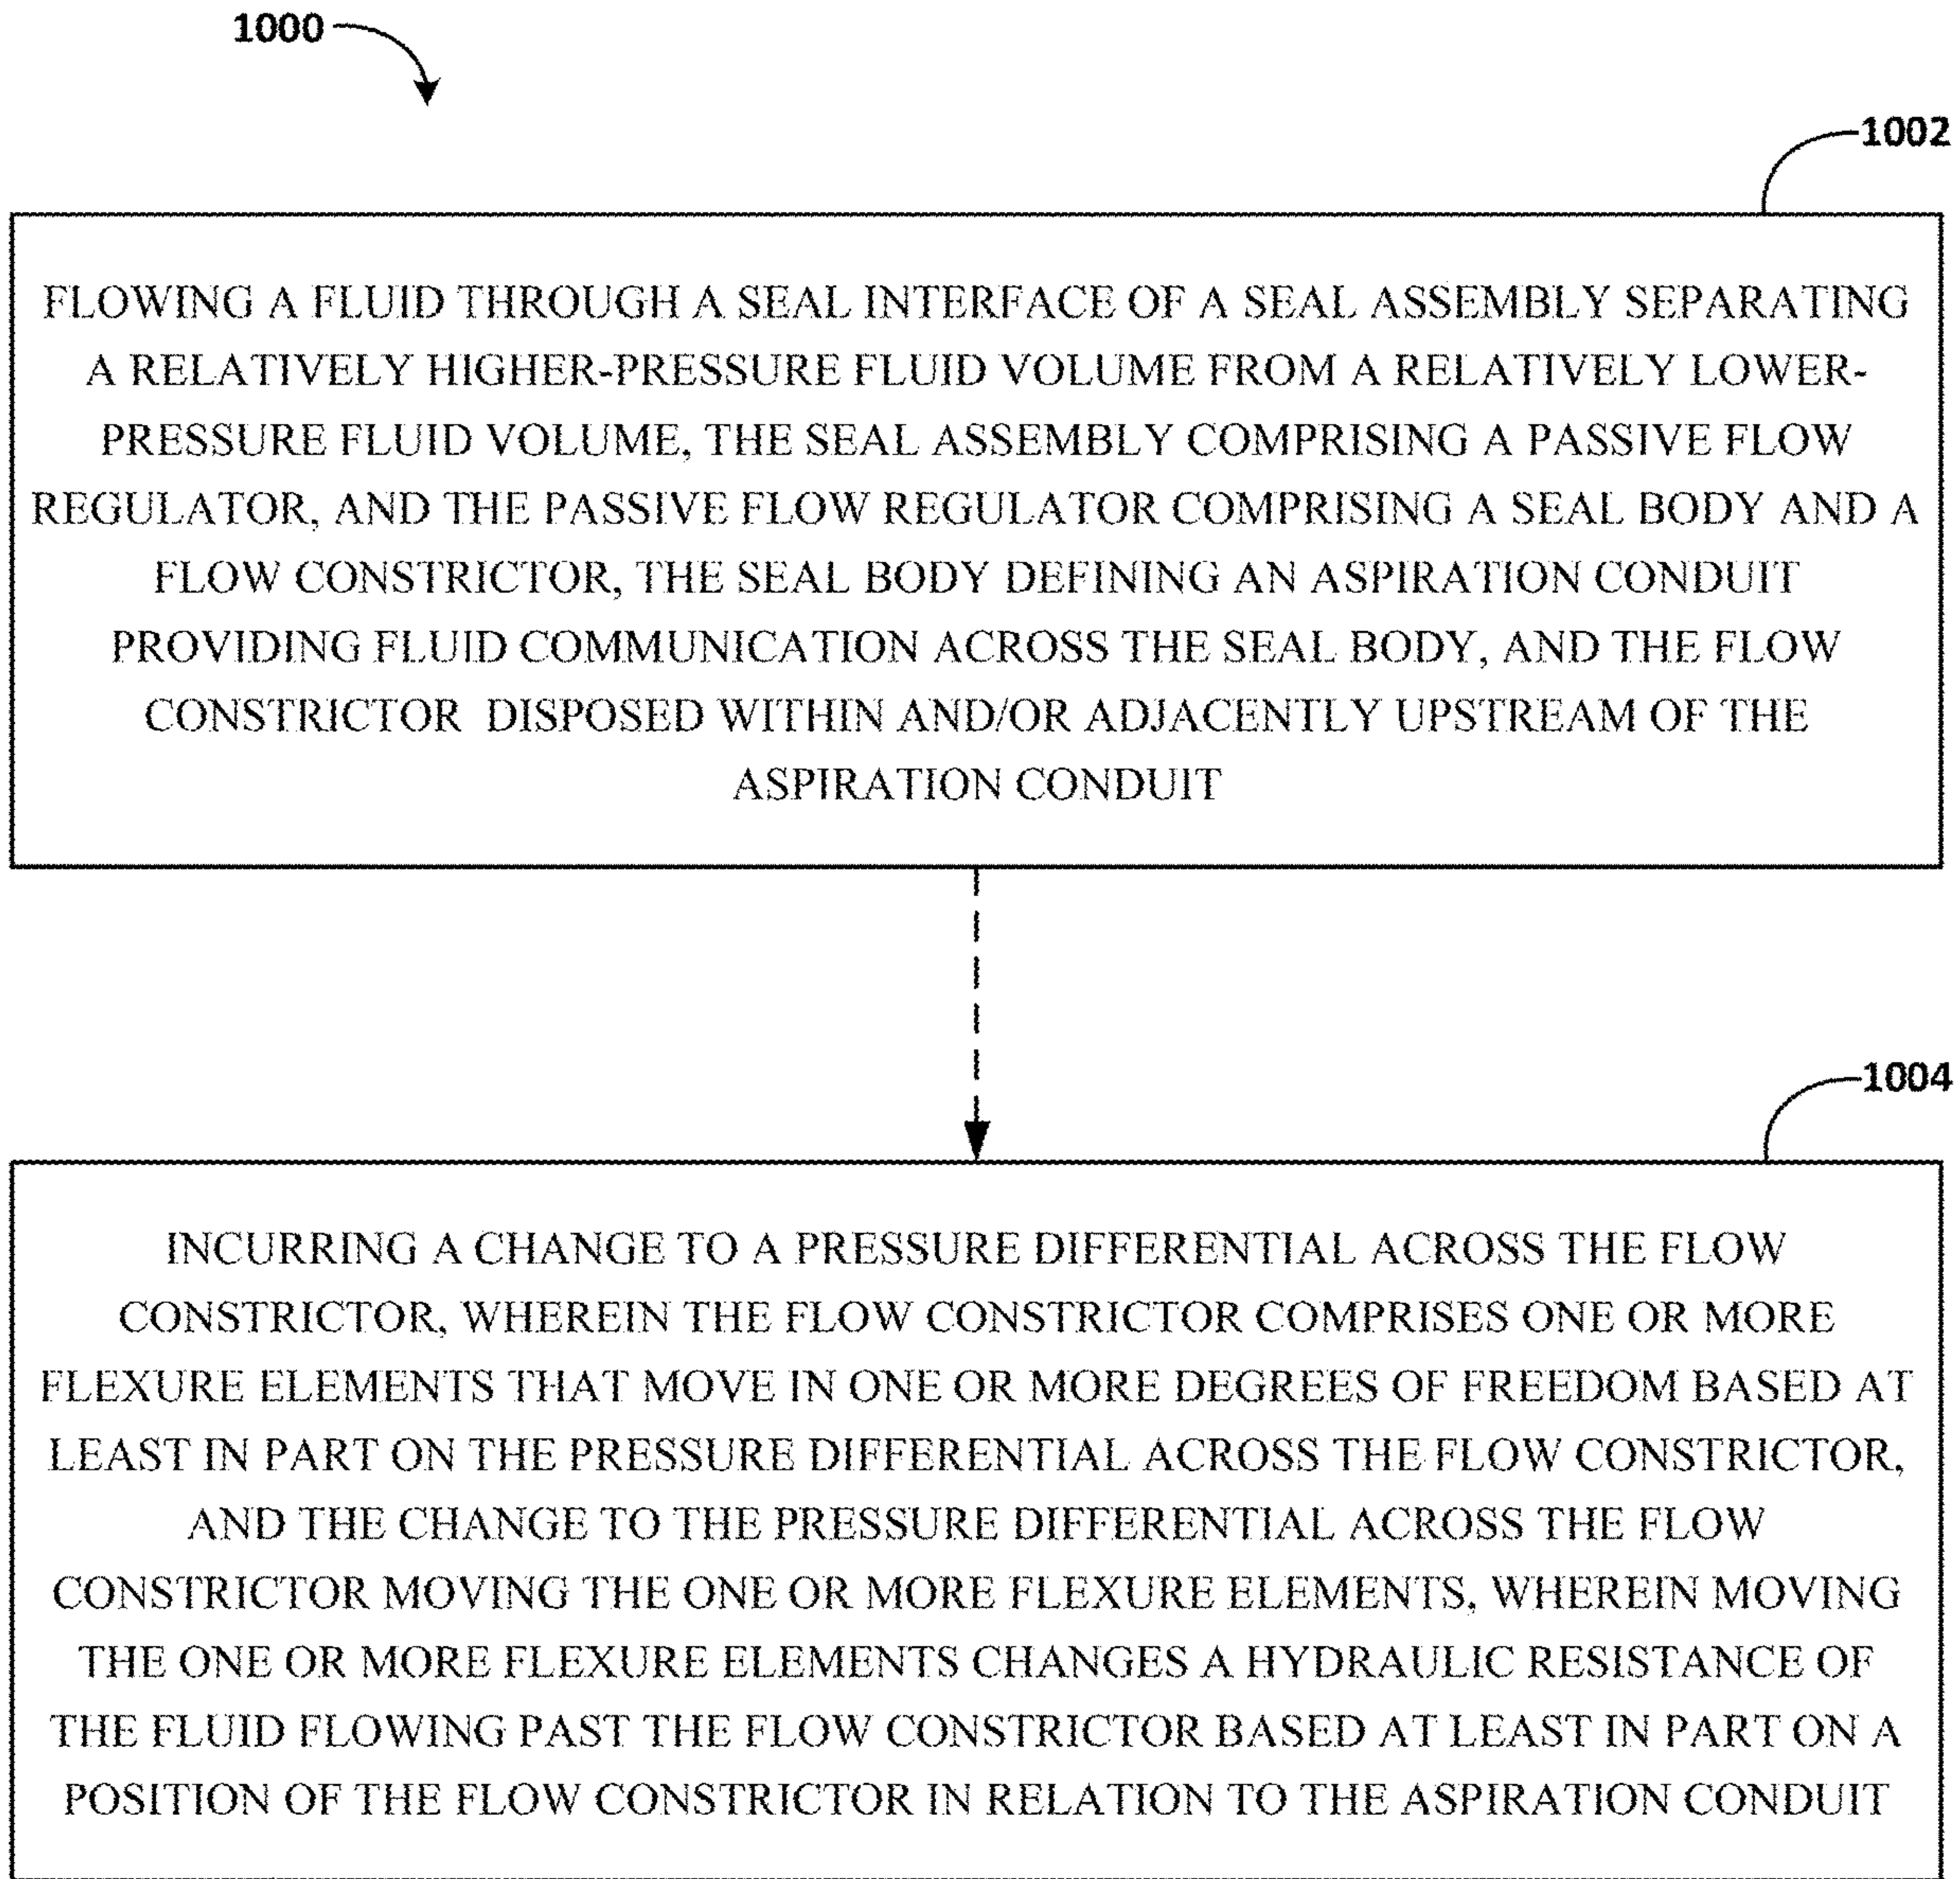 1000
1002
FLOWING A FLUID THROUGH A SEAL INTERFACE OF A SEAL ASSEMBLY SEPARATING
A RELATIVELY HIGHER-PRESSURE FLUID VOLUME FROM A RELATIVELY LOWER-
PRESSURE FLUID VOLUME, THE SEAL ASSEMBLY COMPRISING A PASSIVE FLOW
REGULATOR, AND THE PASSIVE FLOW REGULATOR COMPRISING A SEAL BODY AND A
FLOW CONSTRICTOR, THE SEAL BODY DEFINING AN ASPIRATION CONDUIT
PROVIDING FLUID COMMUNICATION ACROSS THE SEAL BODY, AND THE FLOW
CONSTRICTOR DISPOSED WITHIN AND/OR ADJACENTLY UPSTREAM OF THE
ASPIRATION CONDUIT
1004
INCURRING A CHANGE TO A PRESSURE DIFFERENTIAL ACROSS THE FLOW
CONSTRICTOR, WHEREIN THE FLOW CONSTRICTOR COMPRISES ONE OR MORE
FLEXURE ELEMENTS THAT MOVE IN ONE OR MORE DEGREES OF FREEDOM BASED AT
LEAST IN PART ON THE PRESSURE DIFFERENTIAL ACROSS THE FLOW CONSTRICTOR,
AND THE CHANGE TO THE PRESSURE DIFFERENTIAL ACROSS THE FLOW
CONSTRICTOR MOVING THE ONE OR MORE FLEXURE ELEMENTS, WHEREIN MOVING
THE ONE OR MORE FLEXURE ELEMENTS CHANGES A HYDRAULIC RESISTANCE OF
THE FLUID FLOWING PAST THE FLOW CONSTRICTOR BASED AT LEAST IN PART ON A
POSITION OF THE FLOW CONSTRICTOR IN RELATION TO THE ASPIRATION CONDUIT